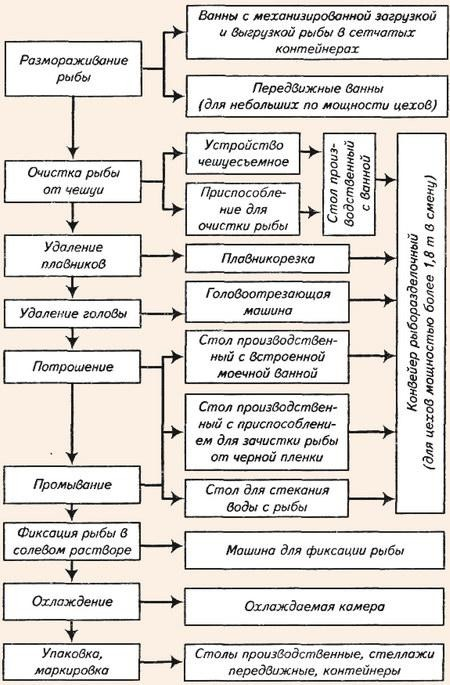 Размораживание
рыбы
Ванны с механизированной загрузкой
и выгрузкой рыбы в сетчатых
контейнерах
Передвижные ванны
(для небольших по мощности цехов)
Очистка рыбы
от чешуи
Устройство
чешуесъемное
Приспособле-
ние для
очистки рыбы
Стол произ-
водственный
с ванной
Конвейер рыборазделочный
(для цехов мощностью более 1,8 т в смену)
Удаление
плавников
Плавникорезка
Удаление головы
Головоотрезающая
машина
Потрошение
Стол производствен-
ный с встроенной
моечной ванной
Стол производствен-
ный с приспособлени-
ем для зачистки рыбы
от черной пленки
Промывание
Стол для стекания
воды с рыбы
Фиксация рыбы в
солевом растворе
Машина для фиксации рыбы
Охлаждение
Охлаждаемая камера
Упаковка,
маркировка
Столы производственные, стеллажи
передвижные, контейнеры